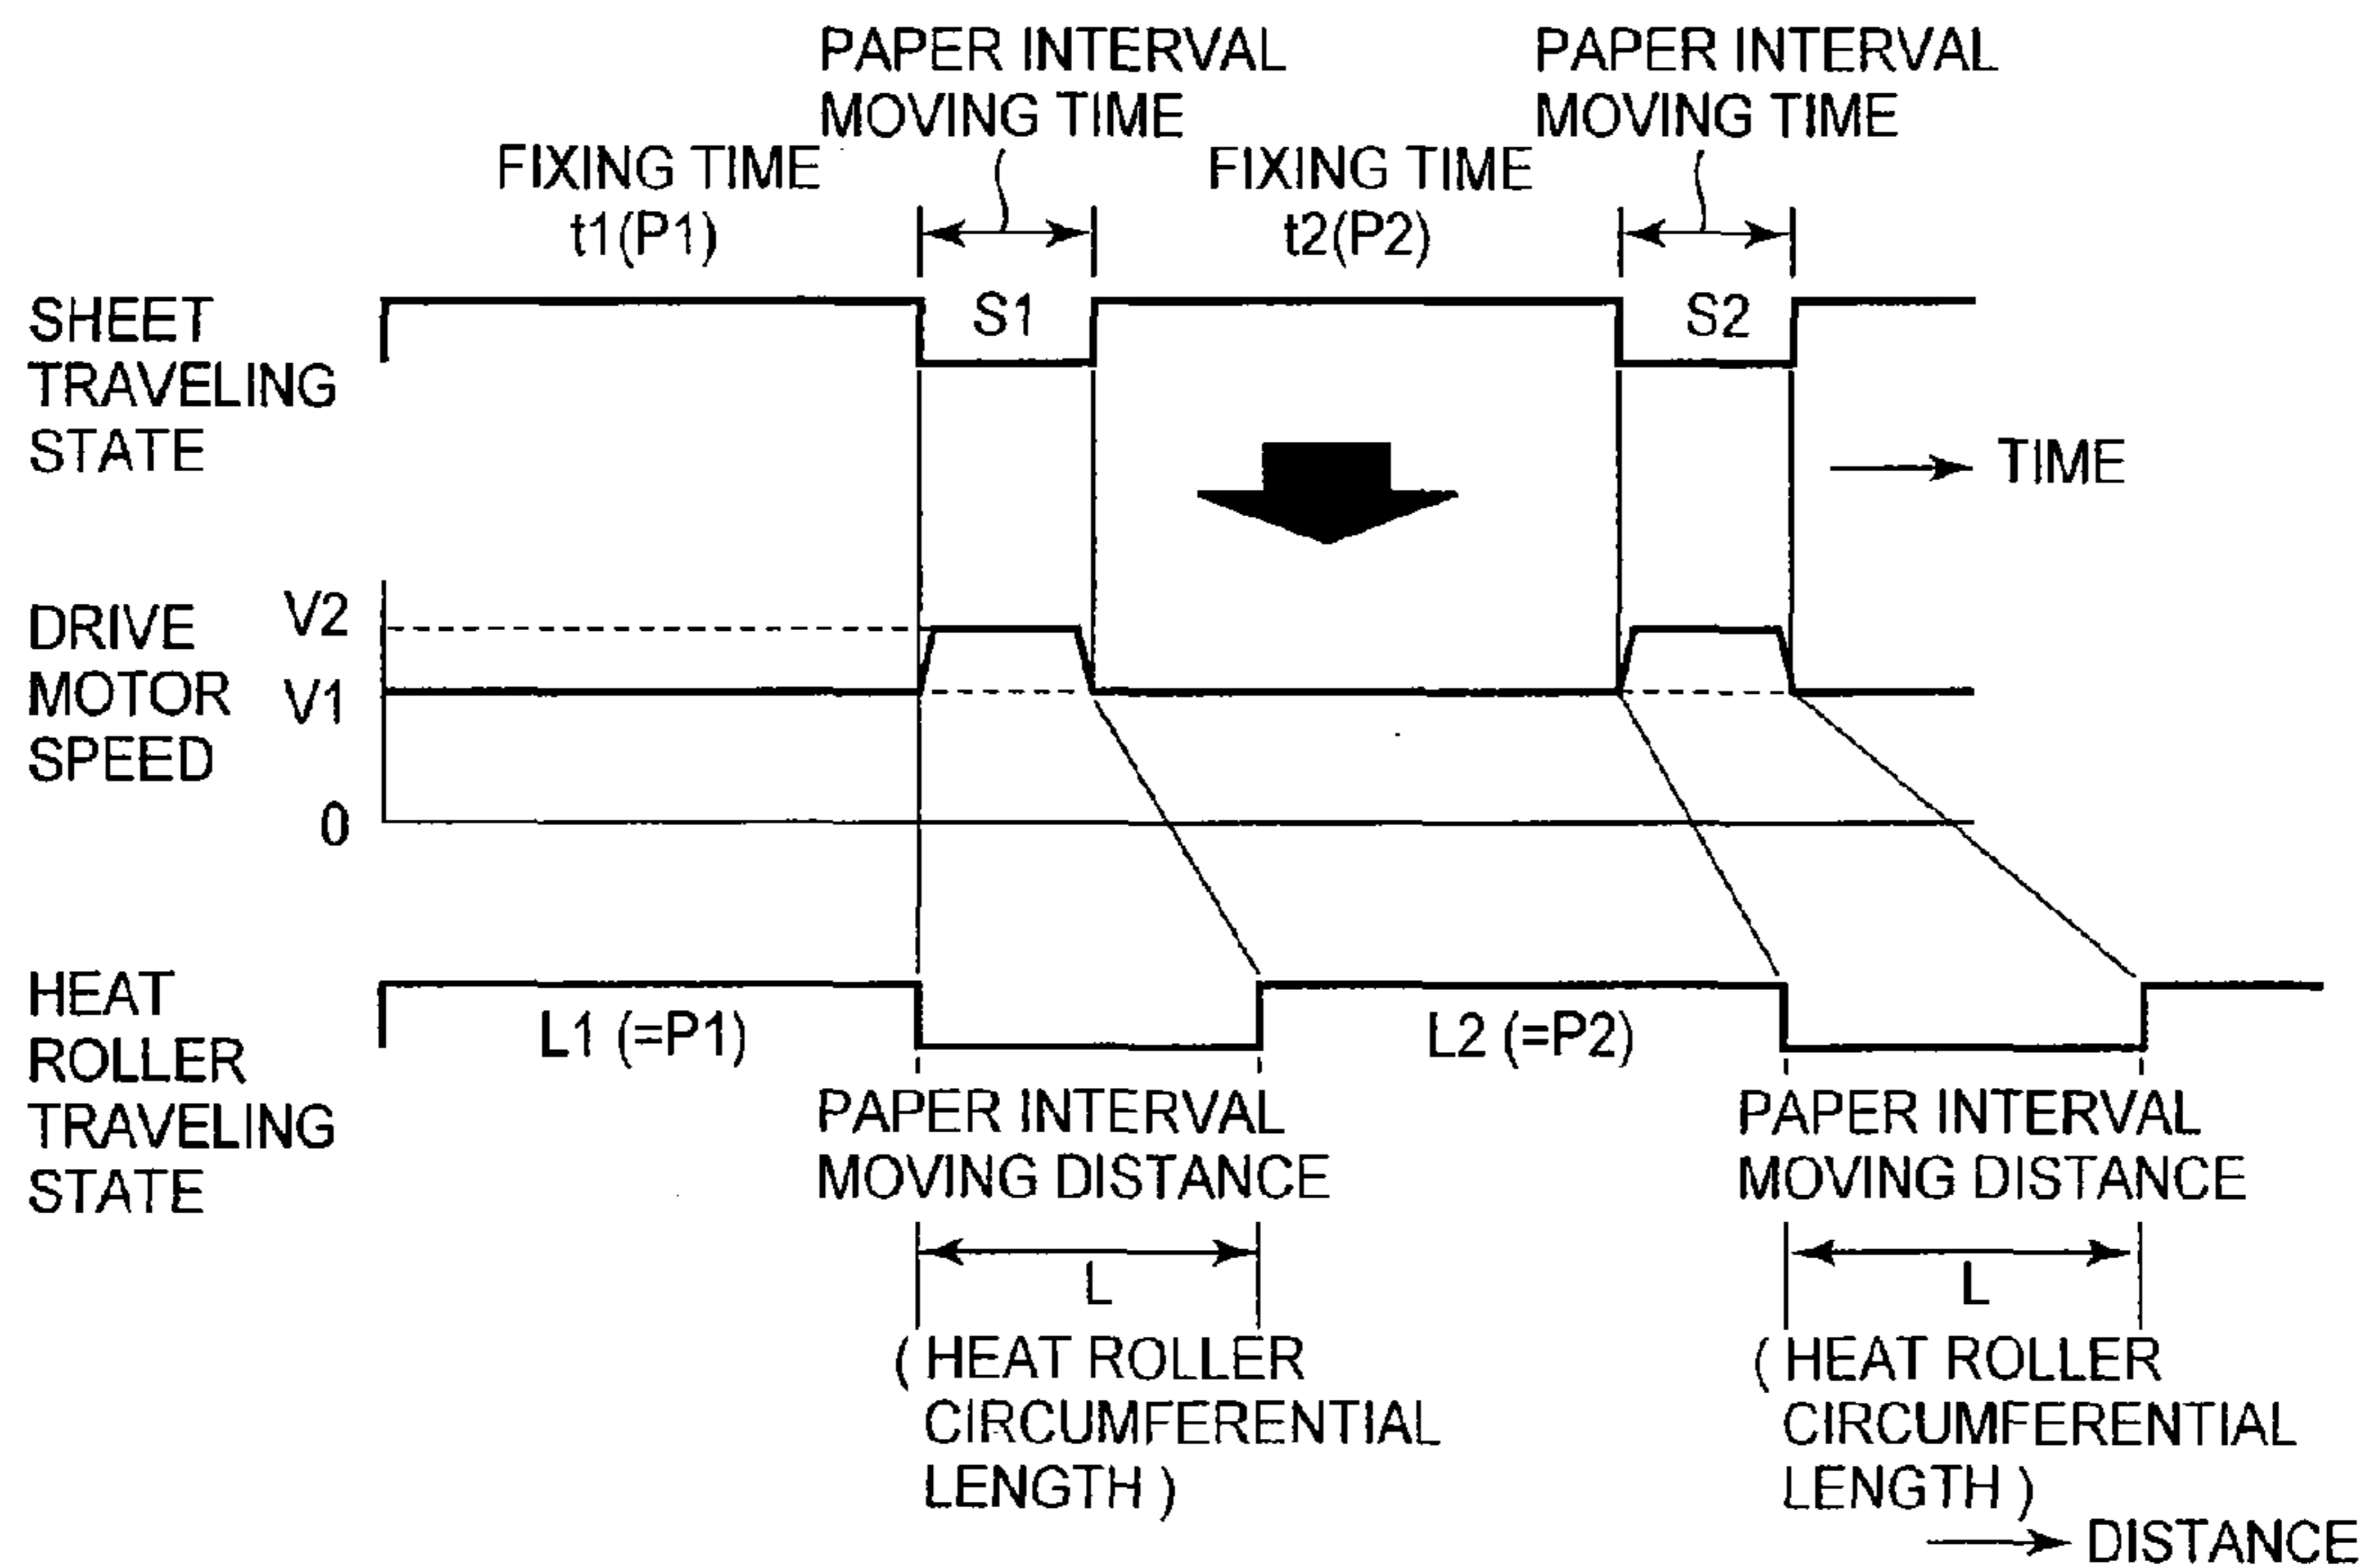 PAPER INTERVAL
MOVING TIME
PAPER INTERVAL
MOVING TIME
FIXING TIME
t1(P1)
FIXING TIME
t2(P2)
SHEET
TRAVELING
STATE
S1
S2
TIME
DRIVE
MOTOR
SPEED
V2
V1
0
HEAT
ROLLER
TRAVELING
STATE
L1 (=P1)
L2 (=P2)
PAPER INTERVAL
MOVING DISTANCE
PAPER INTERVAL
MOVING DISTANCE
L
L
( HEAT ROLLER
CIRCUMFERENTIAL
LENGTH )
( HEAT ROLLER
CIRCUMFERENTIAL
LENGTH )
DISTANCE